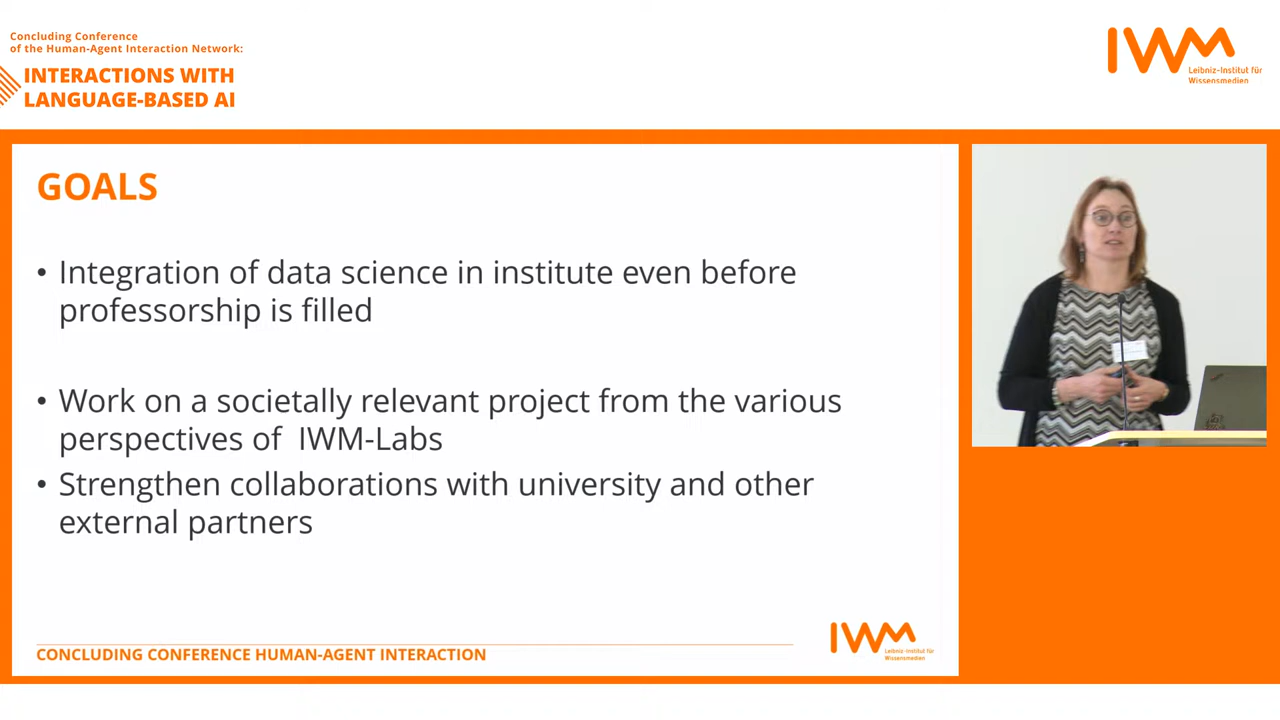 Concluding Conference
of the Human-Agent Interaction Network:
INTERACTIONS WITH
LANGUAGE-BASED AI
IWM
Leibniz-Institut für
Wissensmedien
GOALS
• Integration of data science in institute even before
professorship is filled
• Work on a societally relevant project from the various
perspectives of IWM-Labs
• Strengthen collaborations with university and other
external partners
CONCLUDING CONFERENCE HUMAN-AGENT INTERACTION
IWM
Leibniz-Institut für
Wissensmedien